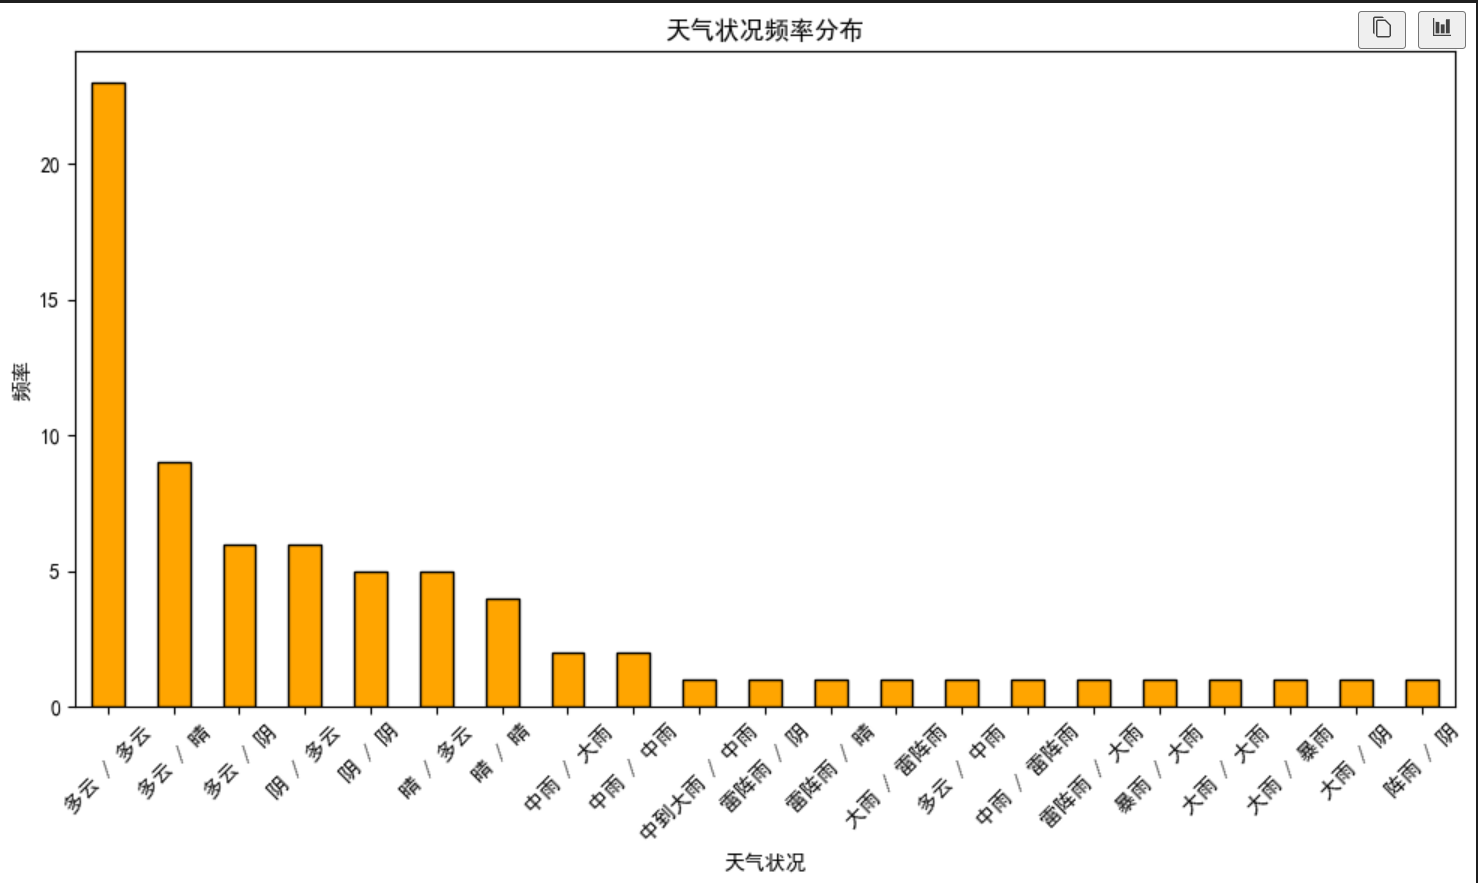 天气状况频率分布
频率
20
15
10
5
0
多云 / 多云
多云 / 晴
多云 / 阴
阴 / 多云
阴 / 阴
晴 / 多云
晴 / 晴
中雨 / 大雨
中雨 / 中雨
中到大雨 / 中雨
雷阵雨 / 阴
雷阵雨 / 晴
大雨 / 雷阵雨
多云 / 中雨
中雨 / 雷阵雨
雷阵雨 / 大雨
暴雨 / 大雨
大雨 / 大雨
大雨 / 暴雨
大雨 / 阴
阵雨 / 阴
天气状况